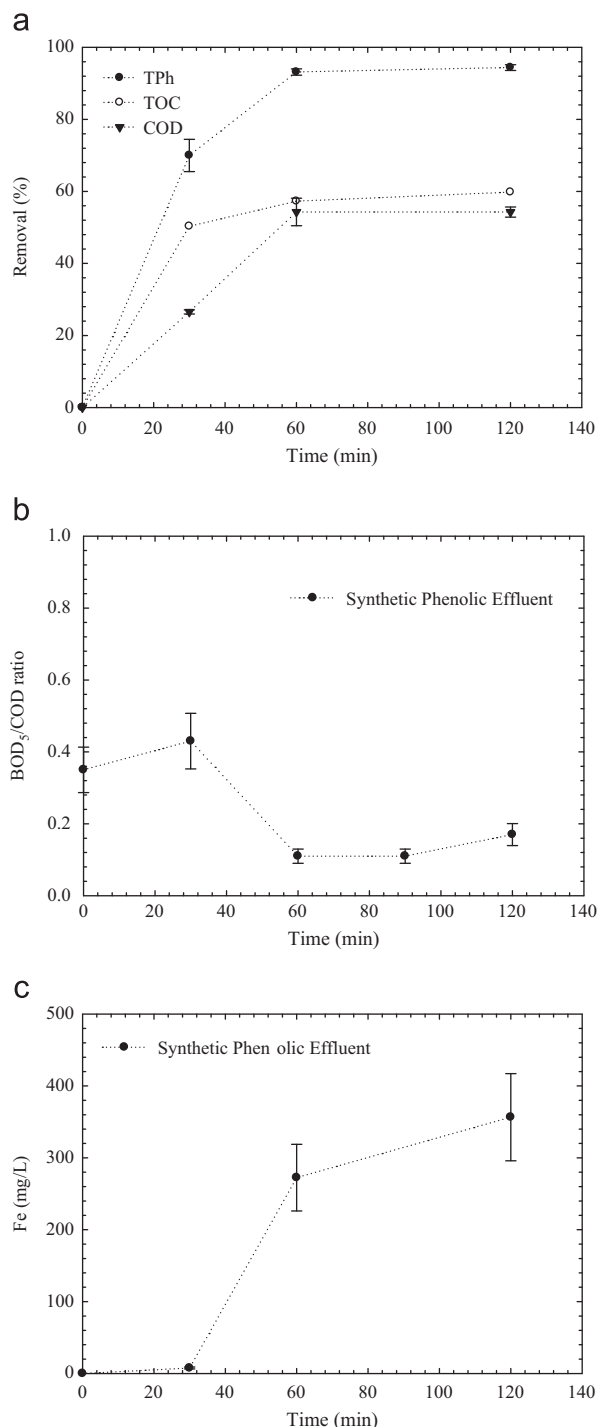 a
100
80
60
40
20
0
Removal (%)
TPh
TOC
COD
0 20 40 60 80 100 120 140
Time (min)
b
1.0
0.8
0.6
0.4
0.2
0.0
BOD5/COD ratio
Synthetic Phenolic Effluent
0 20 40 60 80 100 120 140
Time (min)
c
500
400
300
200
100
0
Fe (mg/L)
Synthetic Phen olic Effluent
0 20 40 60 80 100 120 140
Time (min)